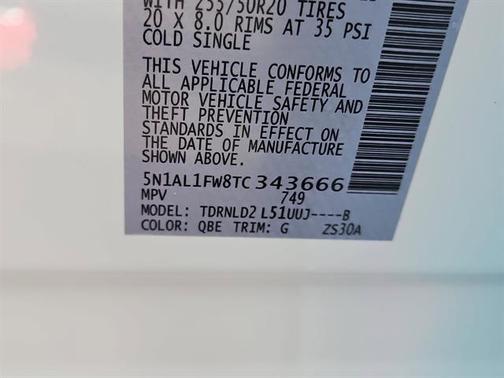 WITH 255/50R20 TIRES
20 X 8.0 RIMS AT 35 PSI
COLD SINGLE
THIS VEHICLE CONFORMS TO
ALL APPLICABLE FEDERAL
MOTOR VEHICLE SAFETY AND
THEFT PREVENTION
STANDARDS IN EFFECT ON
THE DATE OF MANUFACTURE
SHOWN ABOVE.
5N1AL1FW8TC343666
MPV 749
MODEL: TDRNLD2 L51UUJ----B
COLOR: QBE TRIM: G ZS30A